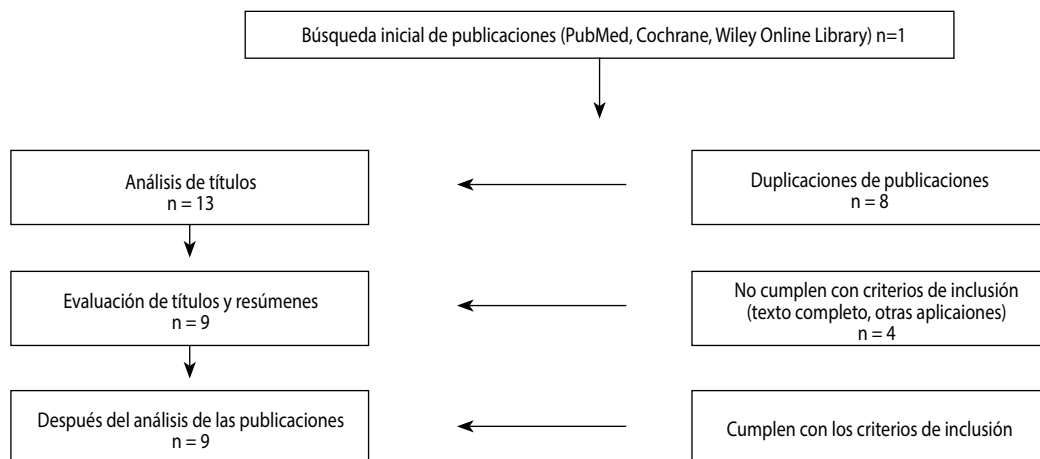 Búsqueda inicial de publicaciones (PubMed, Cochrane, Wiley Online Library) n=1
Análisis de títulos
n = 13
Duplicaciones de publicaciones
n = 8
Evaluación de títulos y resúmenes
n = 9
No cumplen con criterios de inclusión
(texto completo, otras aplicaiones)
n = 4
Después del análisis de las publicaciones
n = 9
Cumplen con los criterios de inclusión